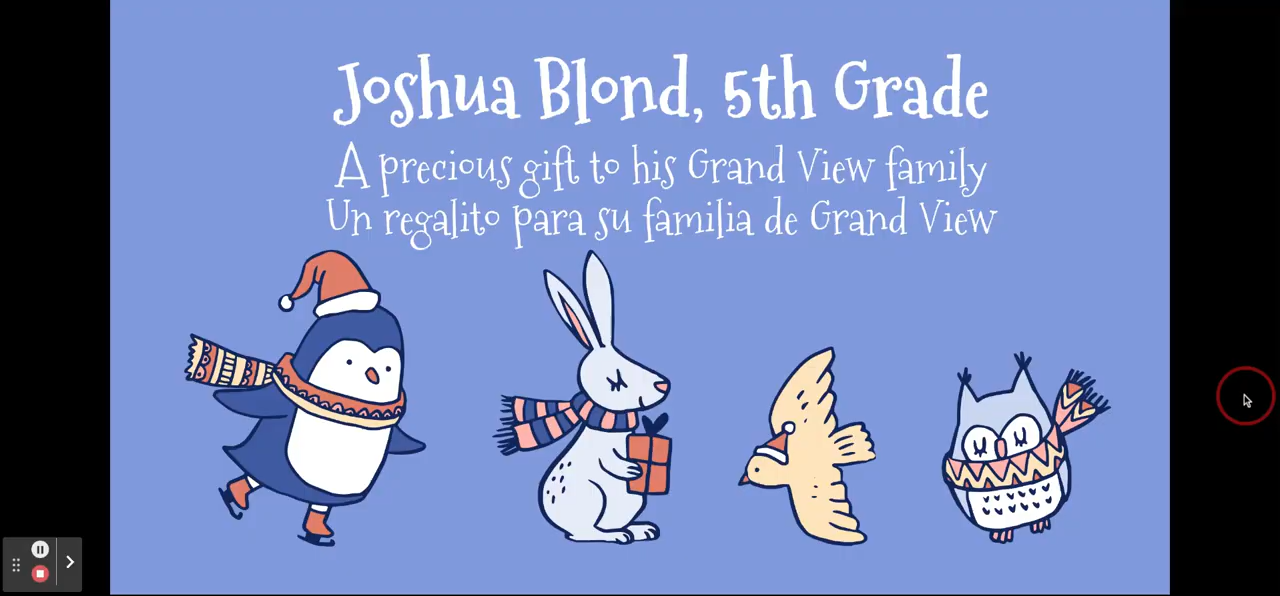 Joshua Blond, 5th Grade
A precious gift to his Grand View family
Un regalito para su familia de Grand View